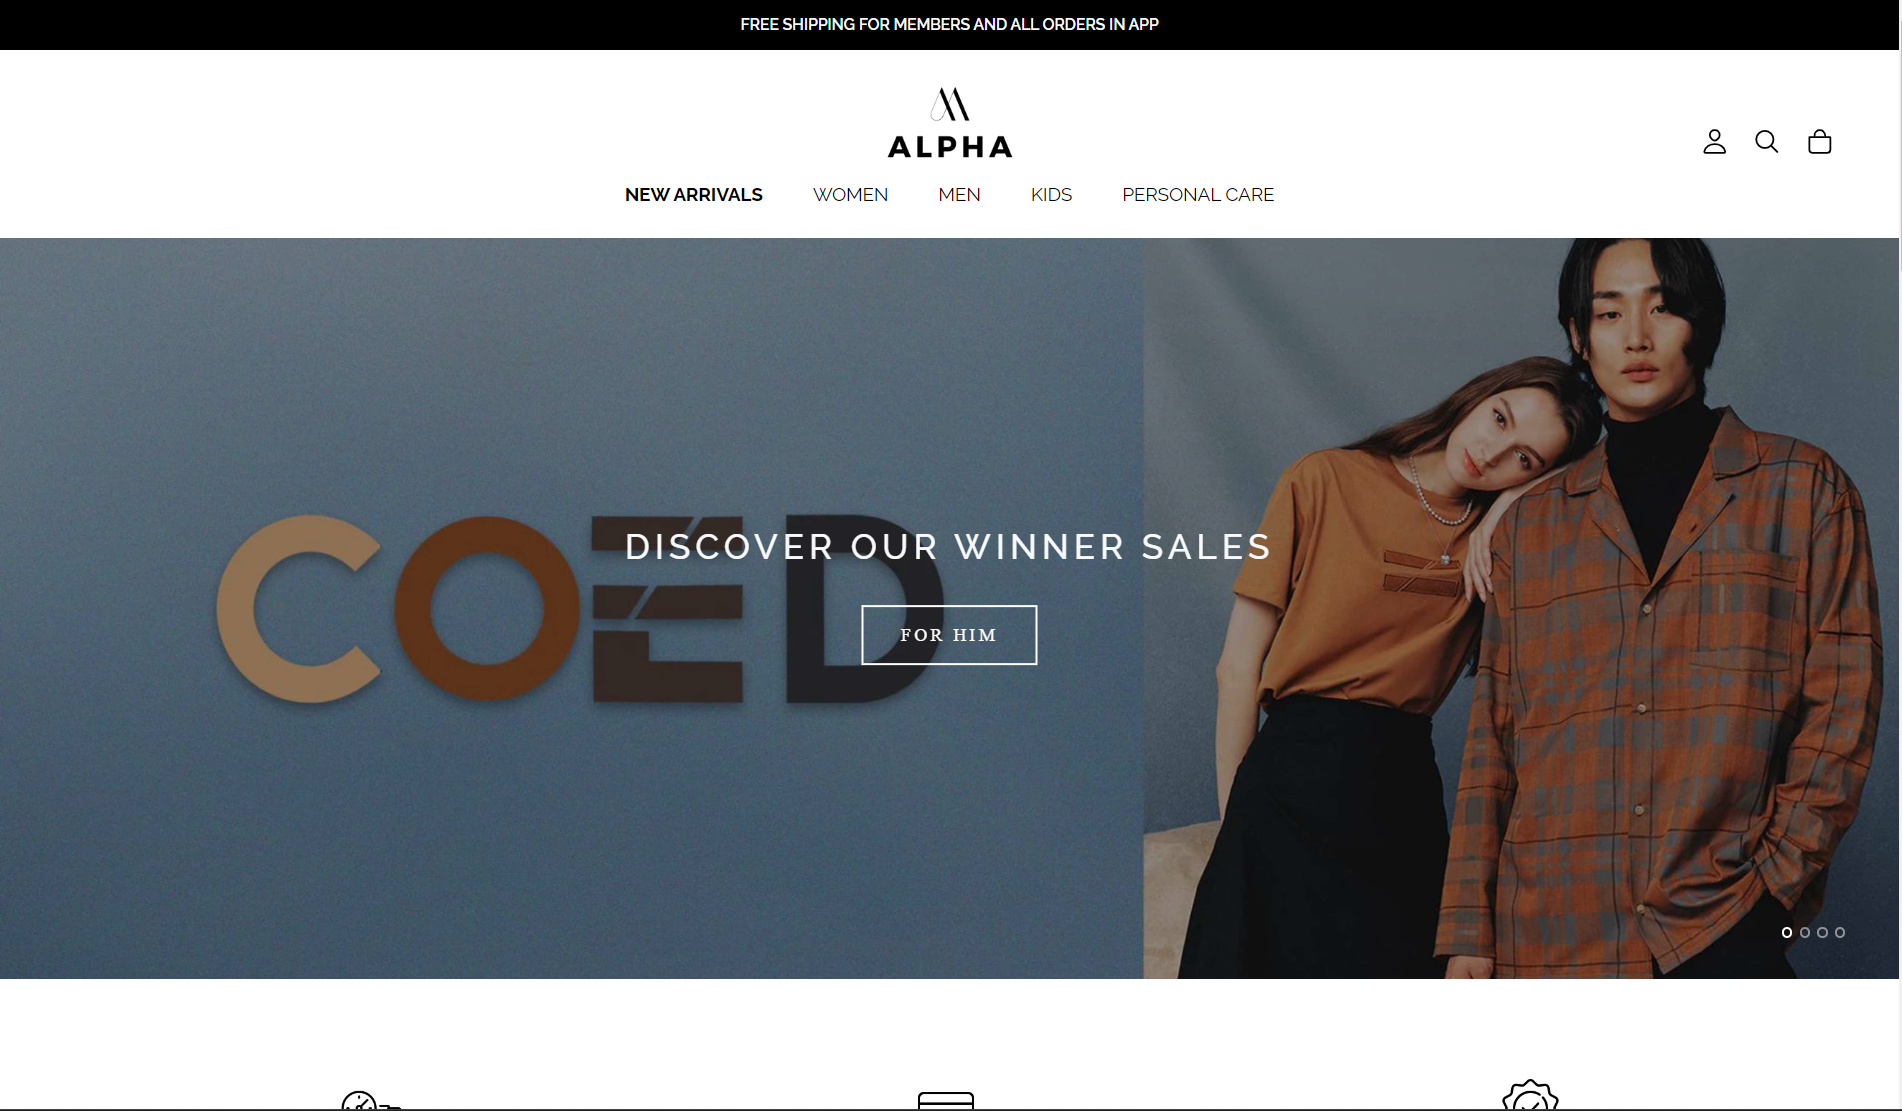 FREE SHIPPING FOR MEMBERS AND ALL ORDERS IN APP
ALPHA
NEW ARRIVALS WOMEN MEN KIDS PERSONAL CARE
COED
DISCOVER OUR WINNER SALES
FOR HIM